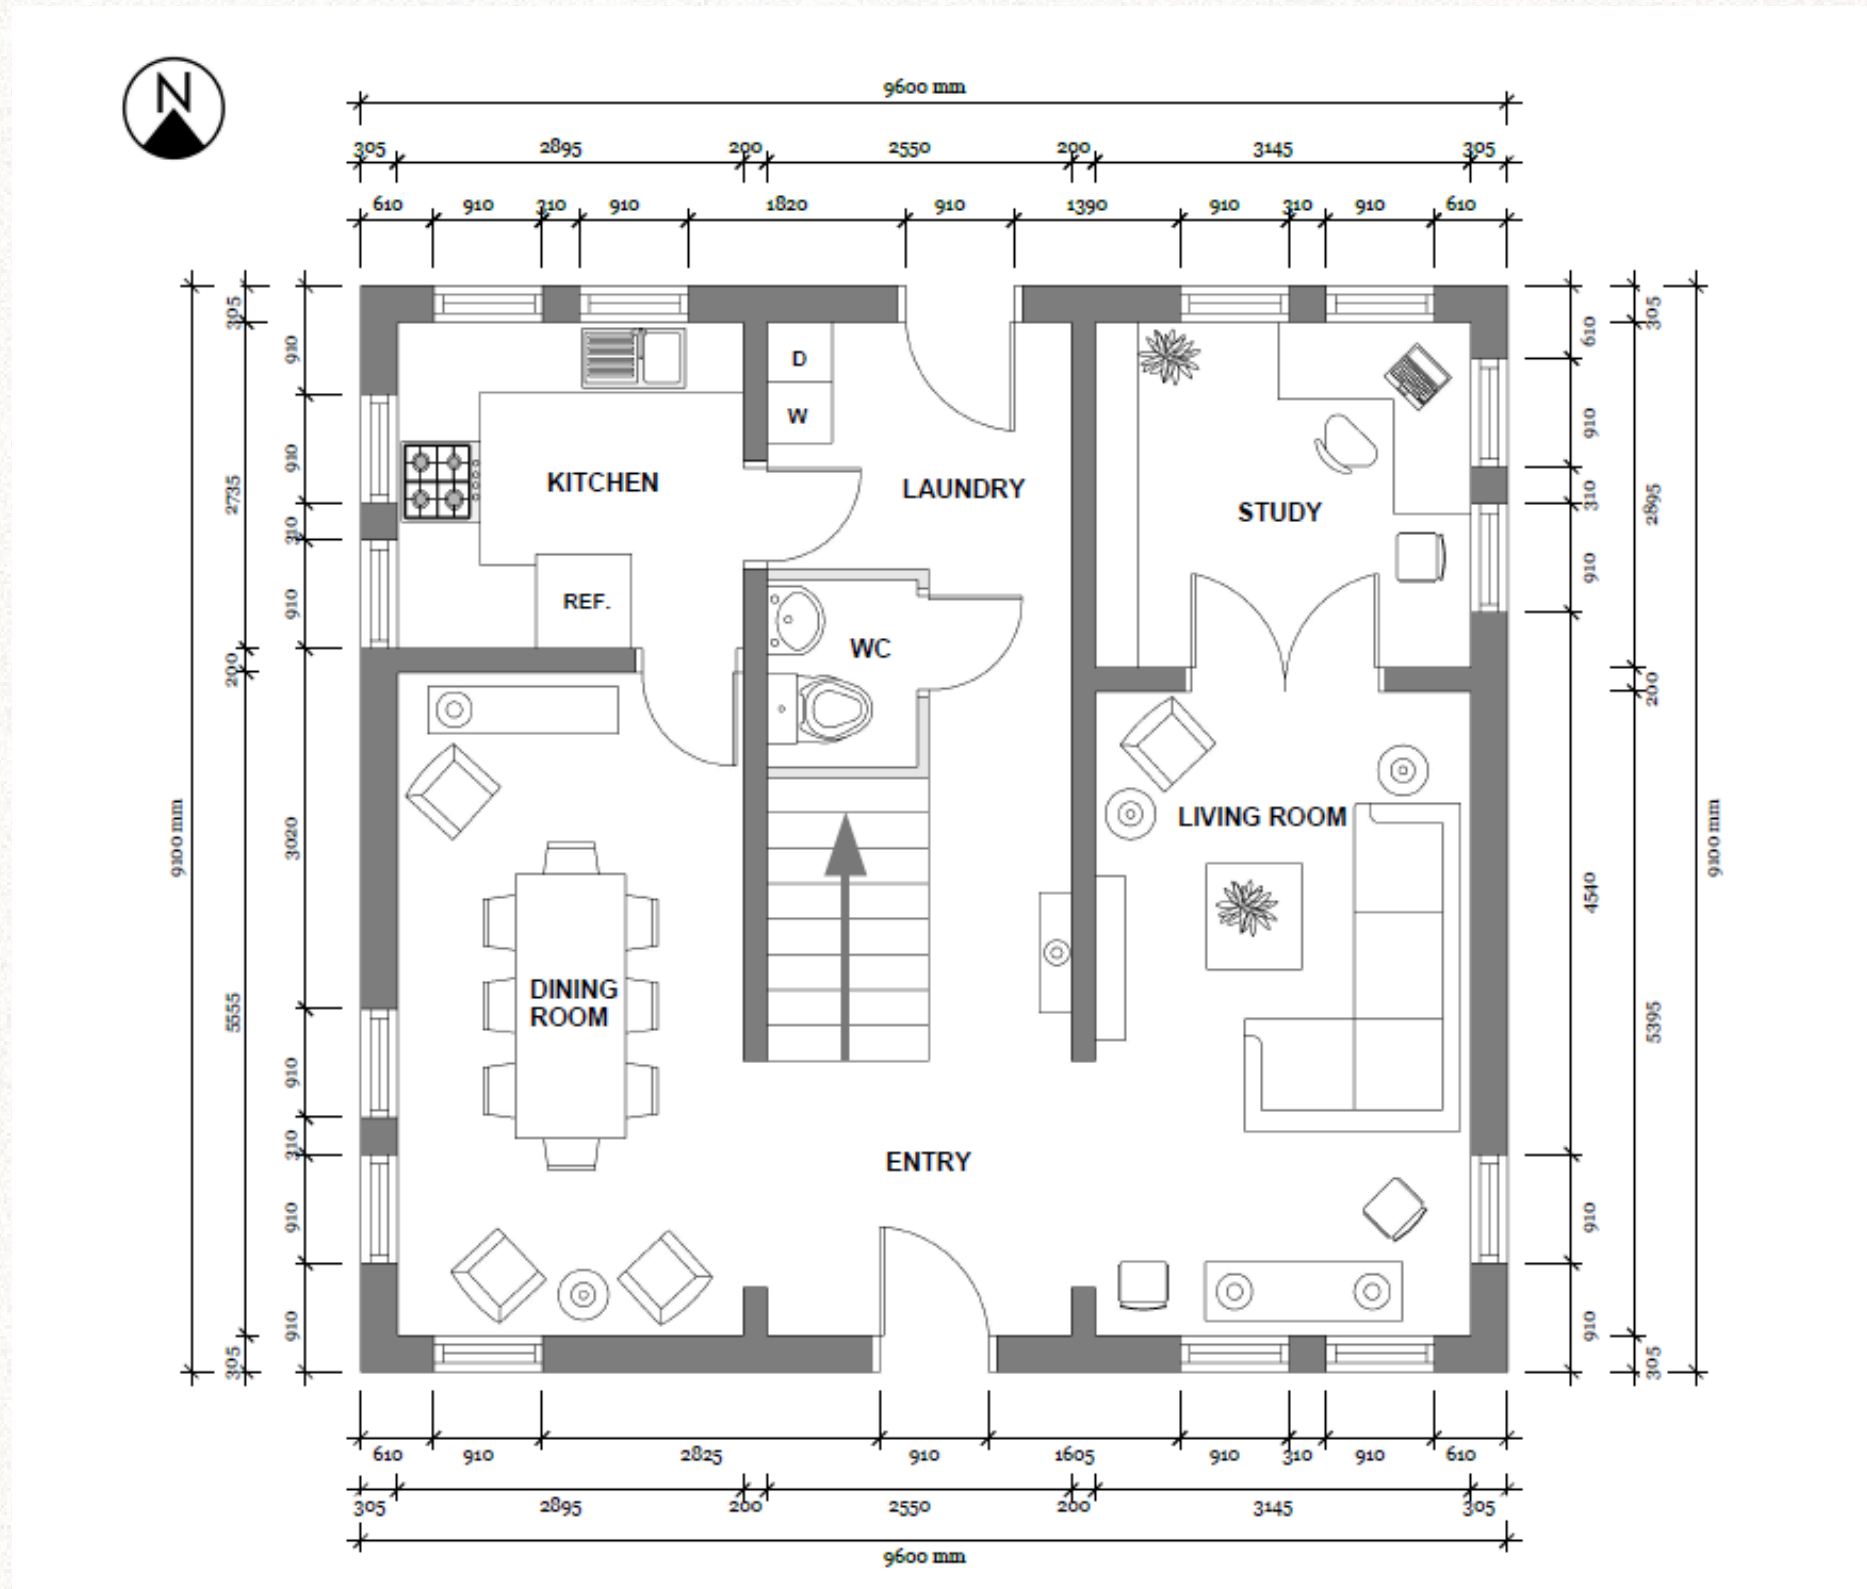 N
9600 mm
305 2895 200 2550 200 3145 305
610 910 310 910 1820 910 1390 910 310 910 610
305
2735
200
5555
305
9100 mm
910
910
310
910
3020
910
310
910
910
D
W
KITCHEN
LAUNDRY
STUDY
REF.
WC
LIVING ROOM
DINING
ROOM
ENTRY
610
910
310
910
4540
910
910
305
2895
200
5395
305
9100 mm
610 910 2825 910 1605 910 310 910 610
305 2895 200 2550 200 3145 305
9600 mm